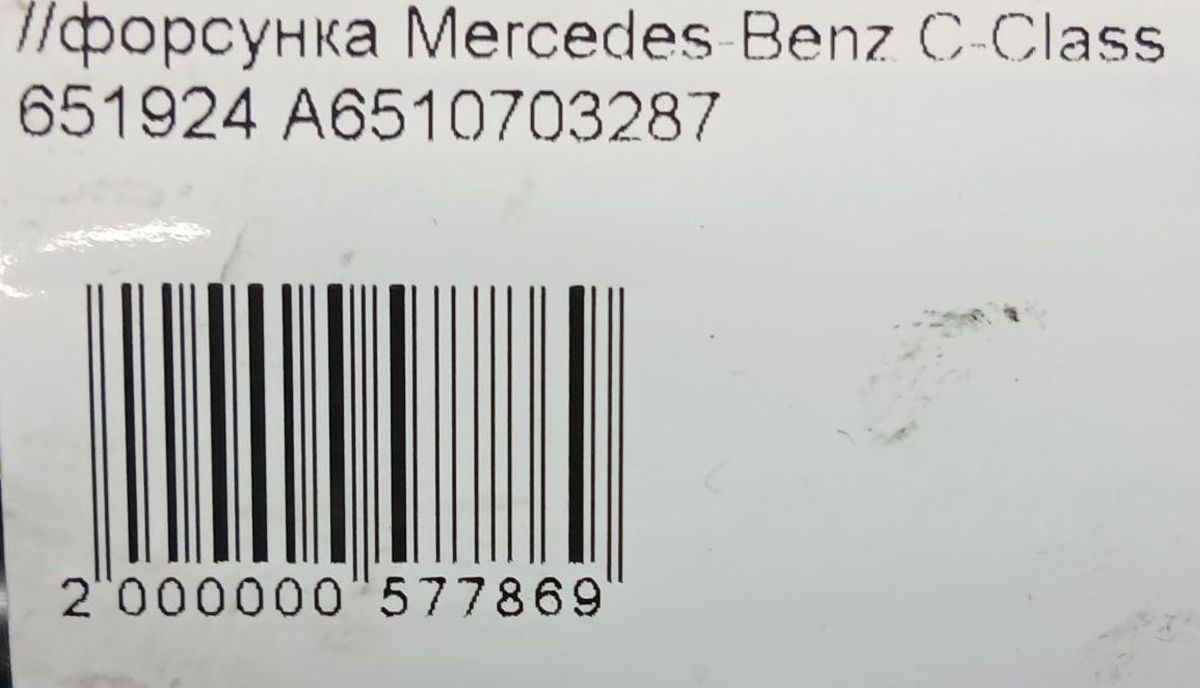 //форсунка Mercedes-Benz C-Class
651924 A6510703287
2 000000 577869